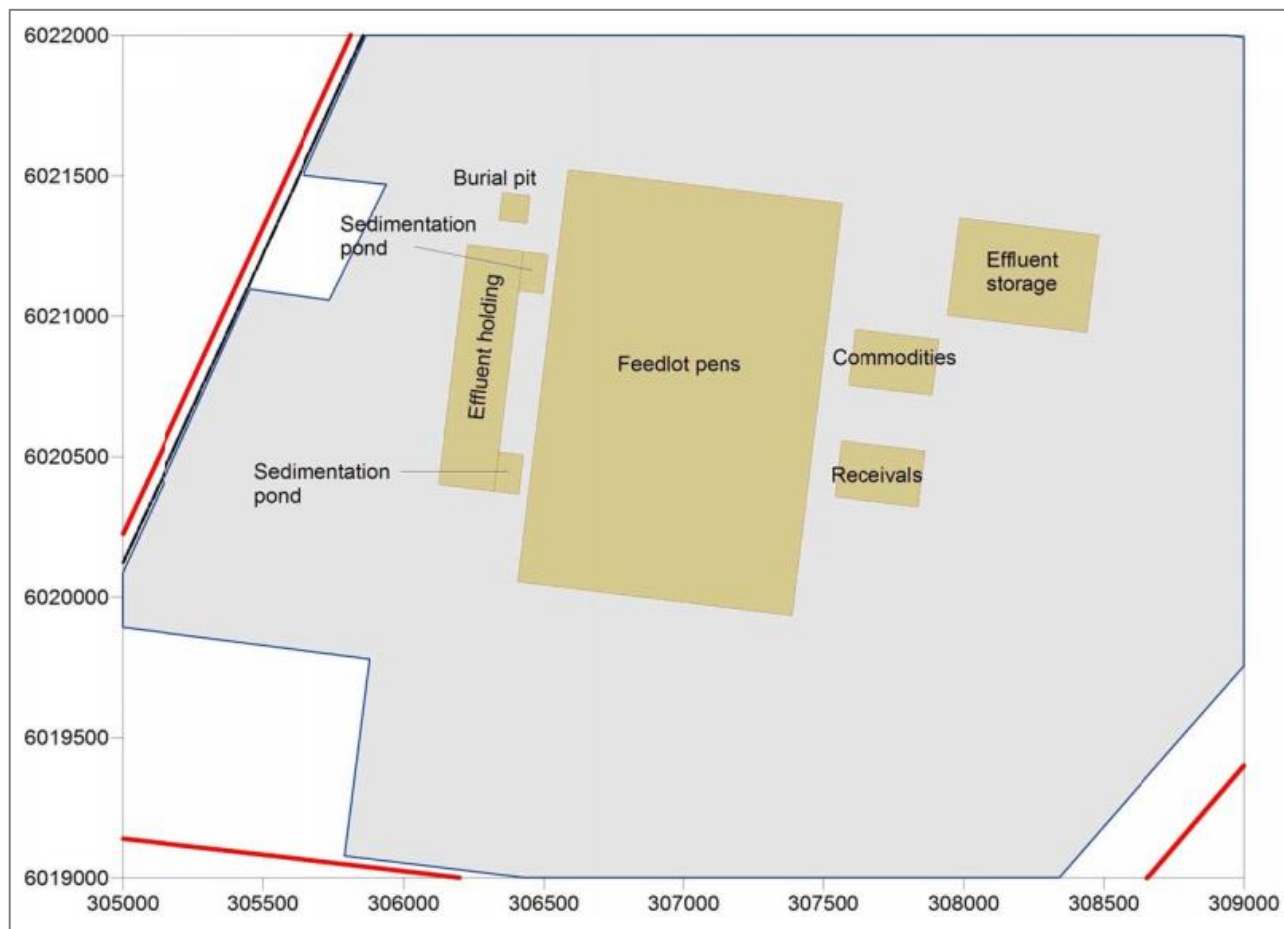 6022000
6021500
6021000
6020500
6020000
6019500
6019000
Burial pit
Sedimentation
pond
Effluent holding
Feedlot pens
Effluent
storage
Commodities
Sedimentation
pond
Receivals
305000 305500 306000 306500 307000 307500 308000 308500 309000